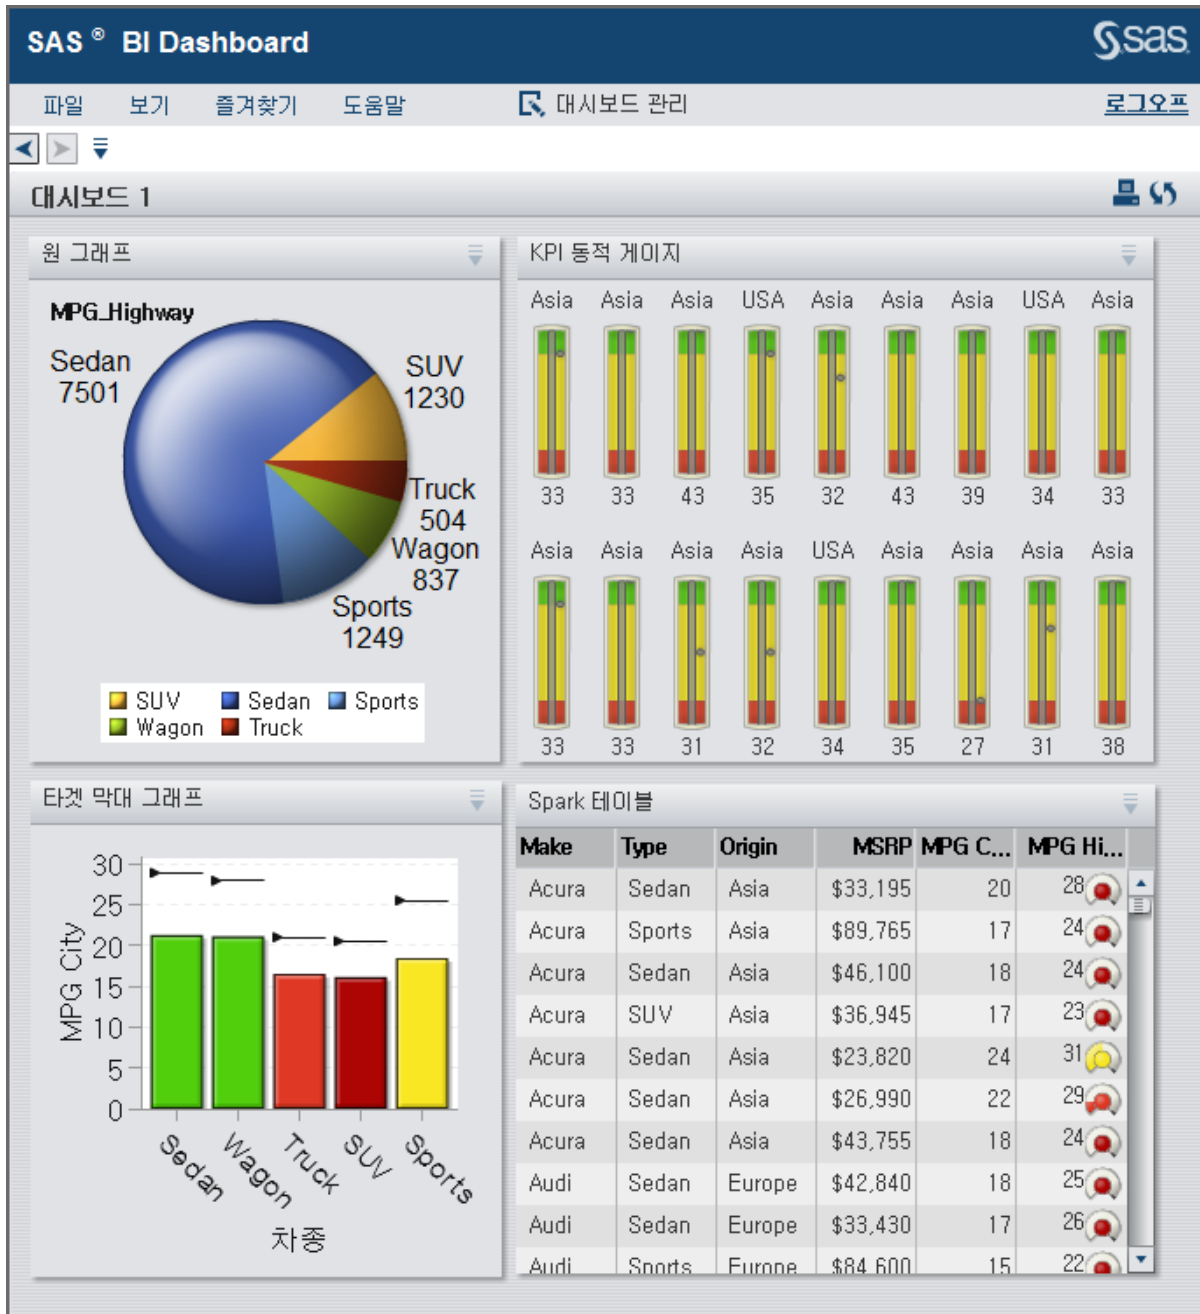 SAS ® BI Dashboard
sas
파일 보기 즐겨찾기 도움말 대시보드 관리 로그오프
대시보드 1
원 그래프
MPG_Highway
Sedan
7501
SUV
1230
Truck
504
Wagon
837
Sports
1249
SUV Sedan Sports
Wagon Truck
KPI 동적 게이지
Asia Asia Asia USA Asia Asia Asia USA Asia
33 33 43 35 32 43 39 34 33
Asia Asia Asia Asia USA Asia Asia Asia Asia
33 33 31 32 34 35 27 31 38
타겟 막대 그래프
30
25
20
15
10
5
0
MPG City
Sedan Wagon Truck SUV Sports
차종
Spark 테이블
Make Type Origin MSRP MPG C... MPG Hi...
Acura Sedan Asia $33,195 20 28
Acura Sports Asia $89,765 17 24
Acura Sedan Asia $46,100 18 24
Acura SUV Asia $36,945 17 23
Acura Sedan Asia $23,820 24 31
Acura Sedan Asia $26,990 22 29
Acura Sedan Asia $43,755 18 24
Audi Sedan Europe $42,840 18 25
Audi Sedan Europe $33,430 17 26
Audi Sports Europe $84,600 15 22